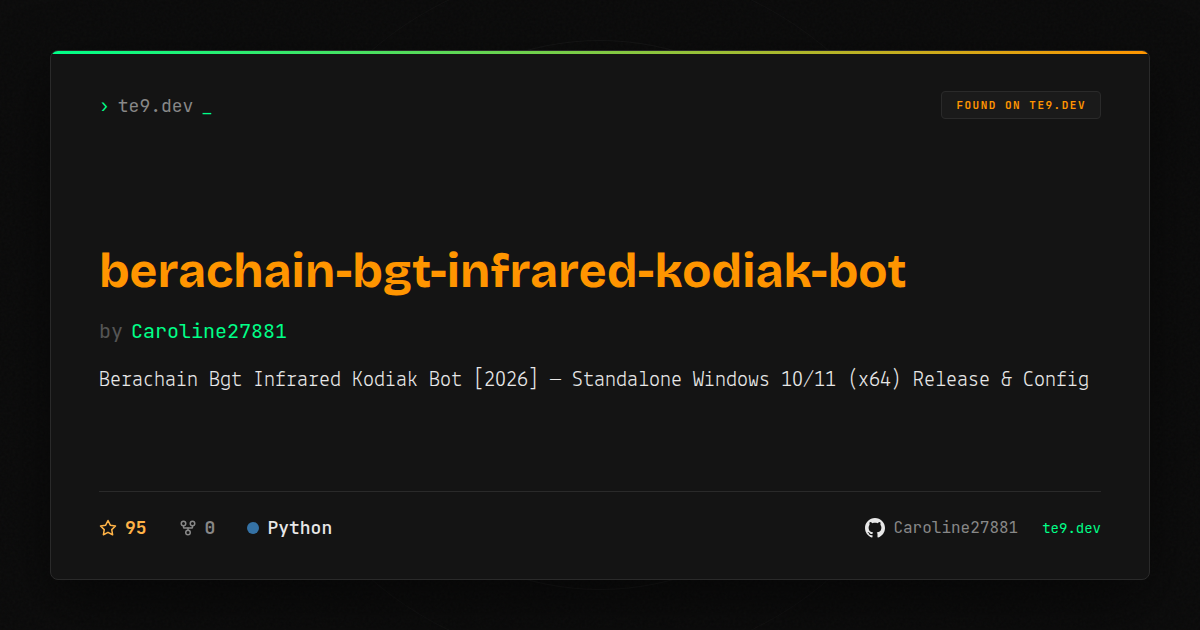 › te9.dev _
FOUND ON TE9.DEV
berachain-bgt-infrared-kodiak-bot
by Caroline27881
Berachain Bgt Infrared Kodiak Bot [2026] — Standalone Windows 10/11 (x64) Release & Config
95 0 Python
Caroline27881 te9.dev